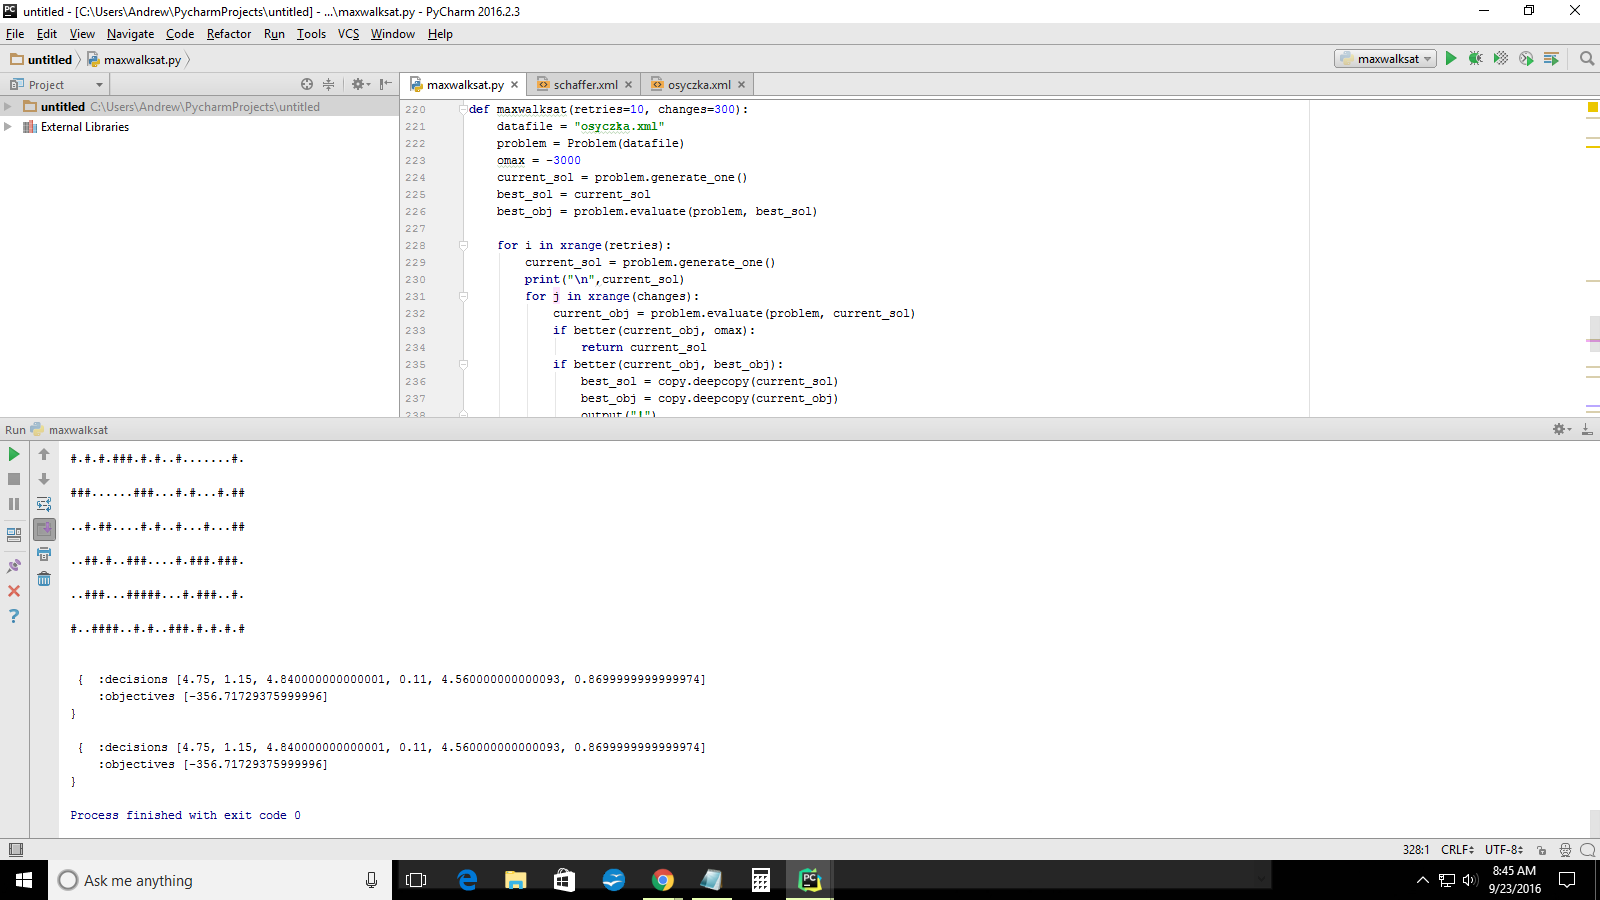 untitled - [C:\Users\Andrew\PycharmProjects\untitled] - ...\maxwalksat.py - PyCharm 2016.2.3
File Edit View Navigate Code Refactor Run Tools VCS Window Help
untitled maxwalksat.py maxwalksat
Project maxwalksat.py schaffer.xml osyczka.xml
untitled C:\Users\Andrew\PycharmProjects\untitled
External Libraries
220 def maxwalksat(retries=10, changes=300):
221     datafile = "osyczka.xml"
222     problem = Problem(datafile)
223     omax = -3000
224     current_sol = problem.generate_one()
225     best_sol = current_sol
226     best_obj = problem.evaluate(problem, best_sol)
227
228     for i in xrange(retries):
229         current_sol = problem.generate_one()
230         print("\n",current_sol)
231         for j in xrange(changes):
232             current_obj = problem.evaluate(problem, current_sol)
233             if better(current_obj, omax):
234                 return current_sol
235             if better(current_obj, best_obj):
236                 best_sol = copy.deepcopy(current_sol)
237                 best_obj = copy.deepcopy(current_obj)
238                 output("!")
Run maxwalksat
#.#.#.###.#.#..#.......#.
###......###...#.#...#.##
..#.##....#.#..#...#...##
..##.#..###....#.###.###.
..###...#####...#.###..#.
#..####..#.#..###.#.#.#.#
{  :decisions [4.75, 1.15, 4.840000000000001, 0.11, 4.560000000000093, 0.8699999999999974]
:objectives [-356.71729375999996]
}
{  :decisions [4.75, 1.15, 4.840000000000001, 0.11, 4.560000000000093, 0.8699999999999974]
:objectives [-356.71729375999996]
}
Process finished with exit code 0
328:1 CRLF UTF-8
Ask me anything
8:45 AM
9/23/2016